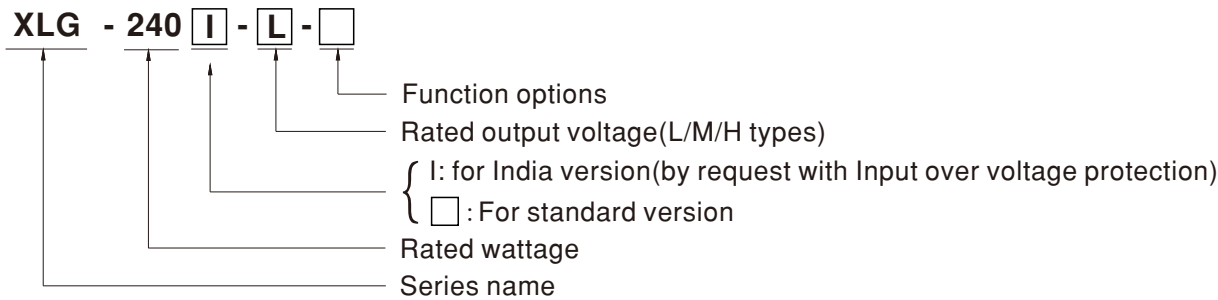 XLG - 240 I - L - □
Function options
Rated output voltage(L/M/H types)
I: for India version(by request with Input over voltage protection)
□ : For standard version
Rated wattage
Series name